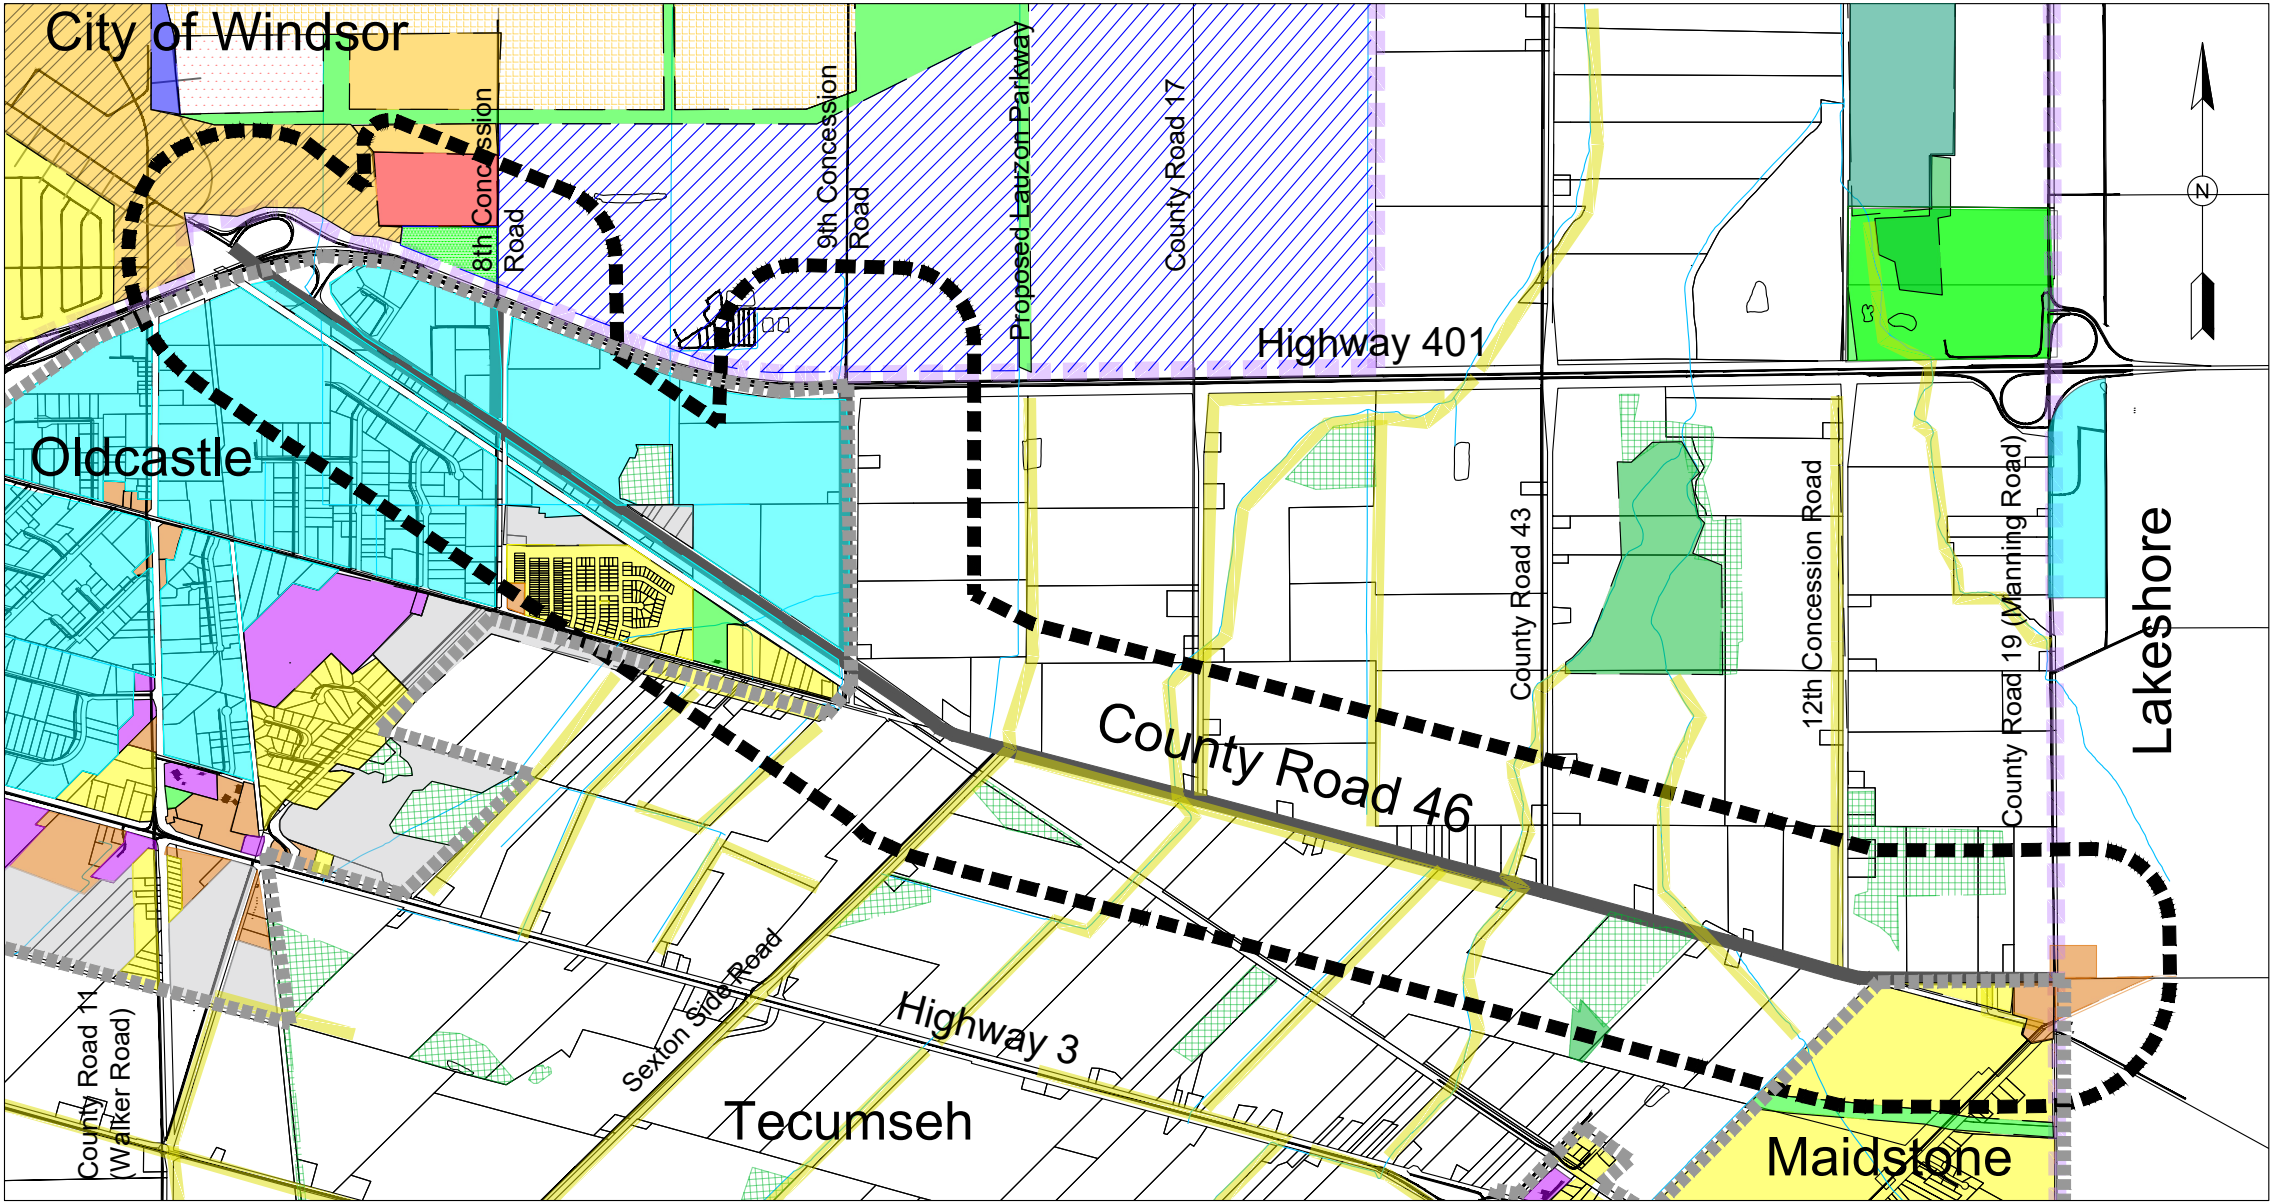 City of Windsor
8th Concession
Road
9th Concession
Road
Proposed Lauzon Parkway
County Road 17
N
Highway 401
Oldcastle
County Road 43
12th Concession Road
County Road 19 (Manning Road)
Lakeshore
County Road 46
Sexton Side Road
Highway 3
County Road 11
(Walker Road)
Tecumseh
Maidstone